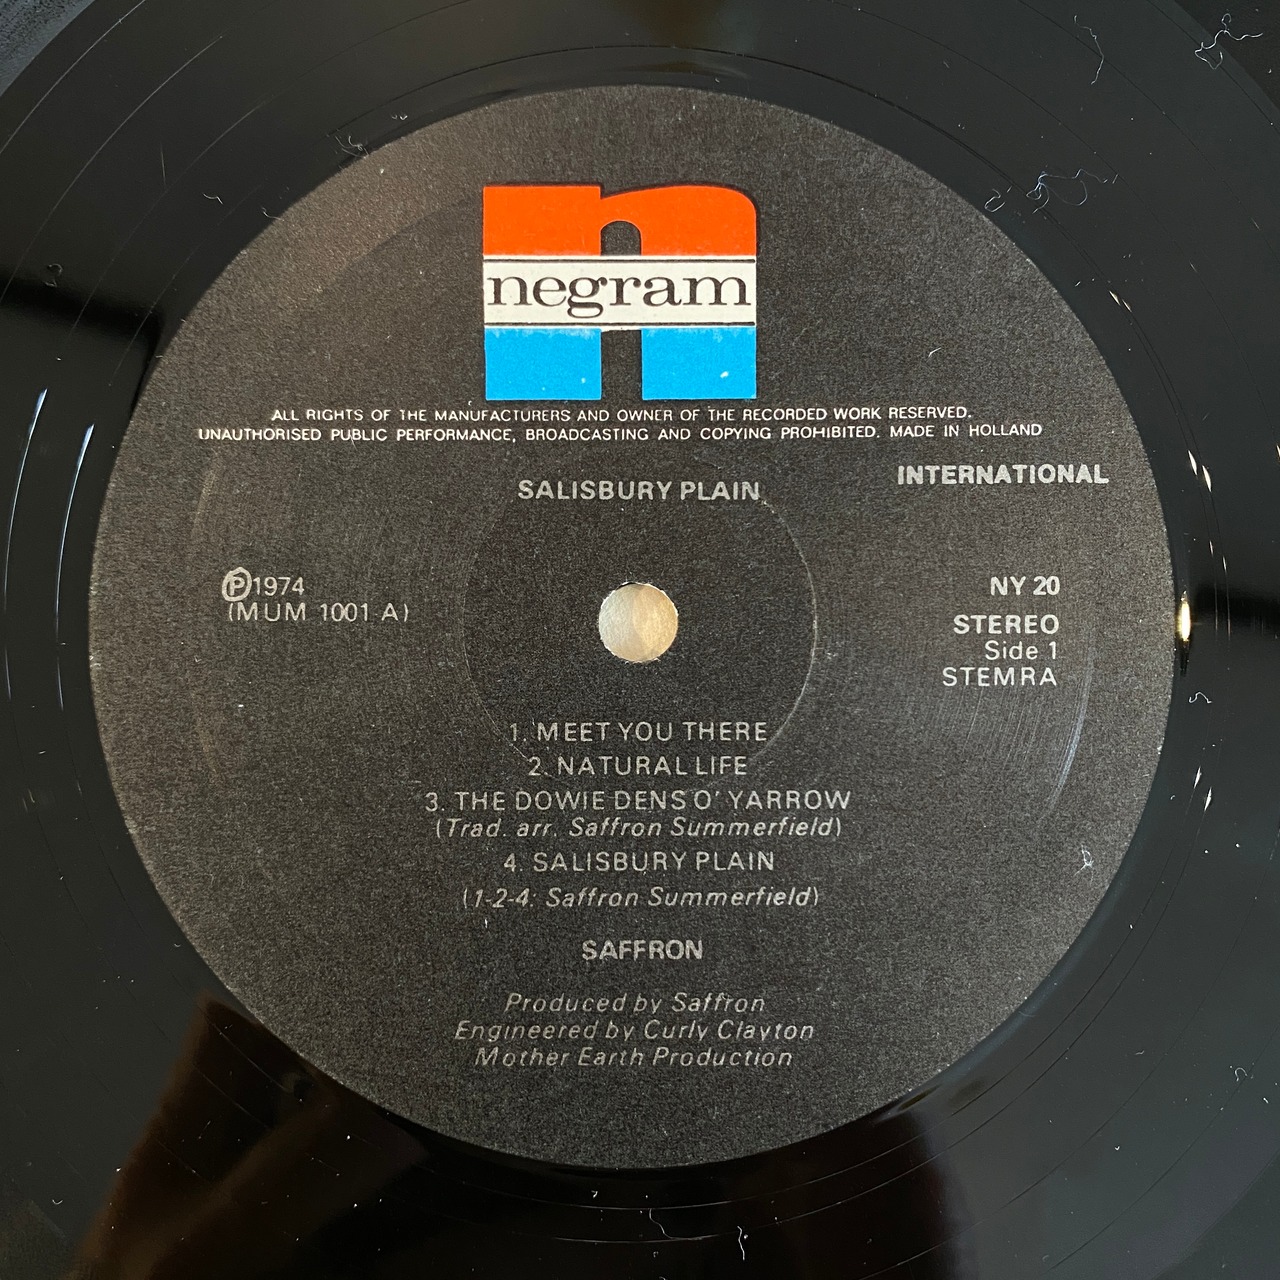 negram
ALL RIGHTS OF THE MANUFACTURERS AND OWNER OF THE RECORDED WORK RESERVED.
UNAUTHORISED PUBLIC PERFORMANCE, BROADCASTING AND COPYING PROHIBITED. MADE IN HOLLAND
INTERNATIONAL
SALISBURY PLAIN
Ⓟ1974
(MUM 1001 A)
NY 20
STEREO
Side 1
STEMRA
1. MEET YOU THERE
2. NATURAL LIFE
3. THE DOWIE DENS O' YARROW
(Trad. arr. Saffron Summerfield)
4. SALISBURY PLAIN
(1-2-4: Saffron Summerfield)
SAFFRON
Produced by Saffron
Engineered by Curly Clayton
Mother Earth Production